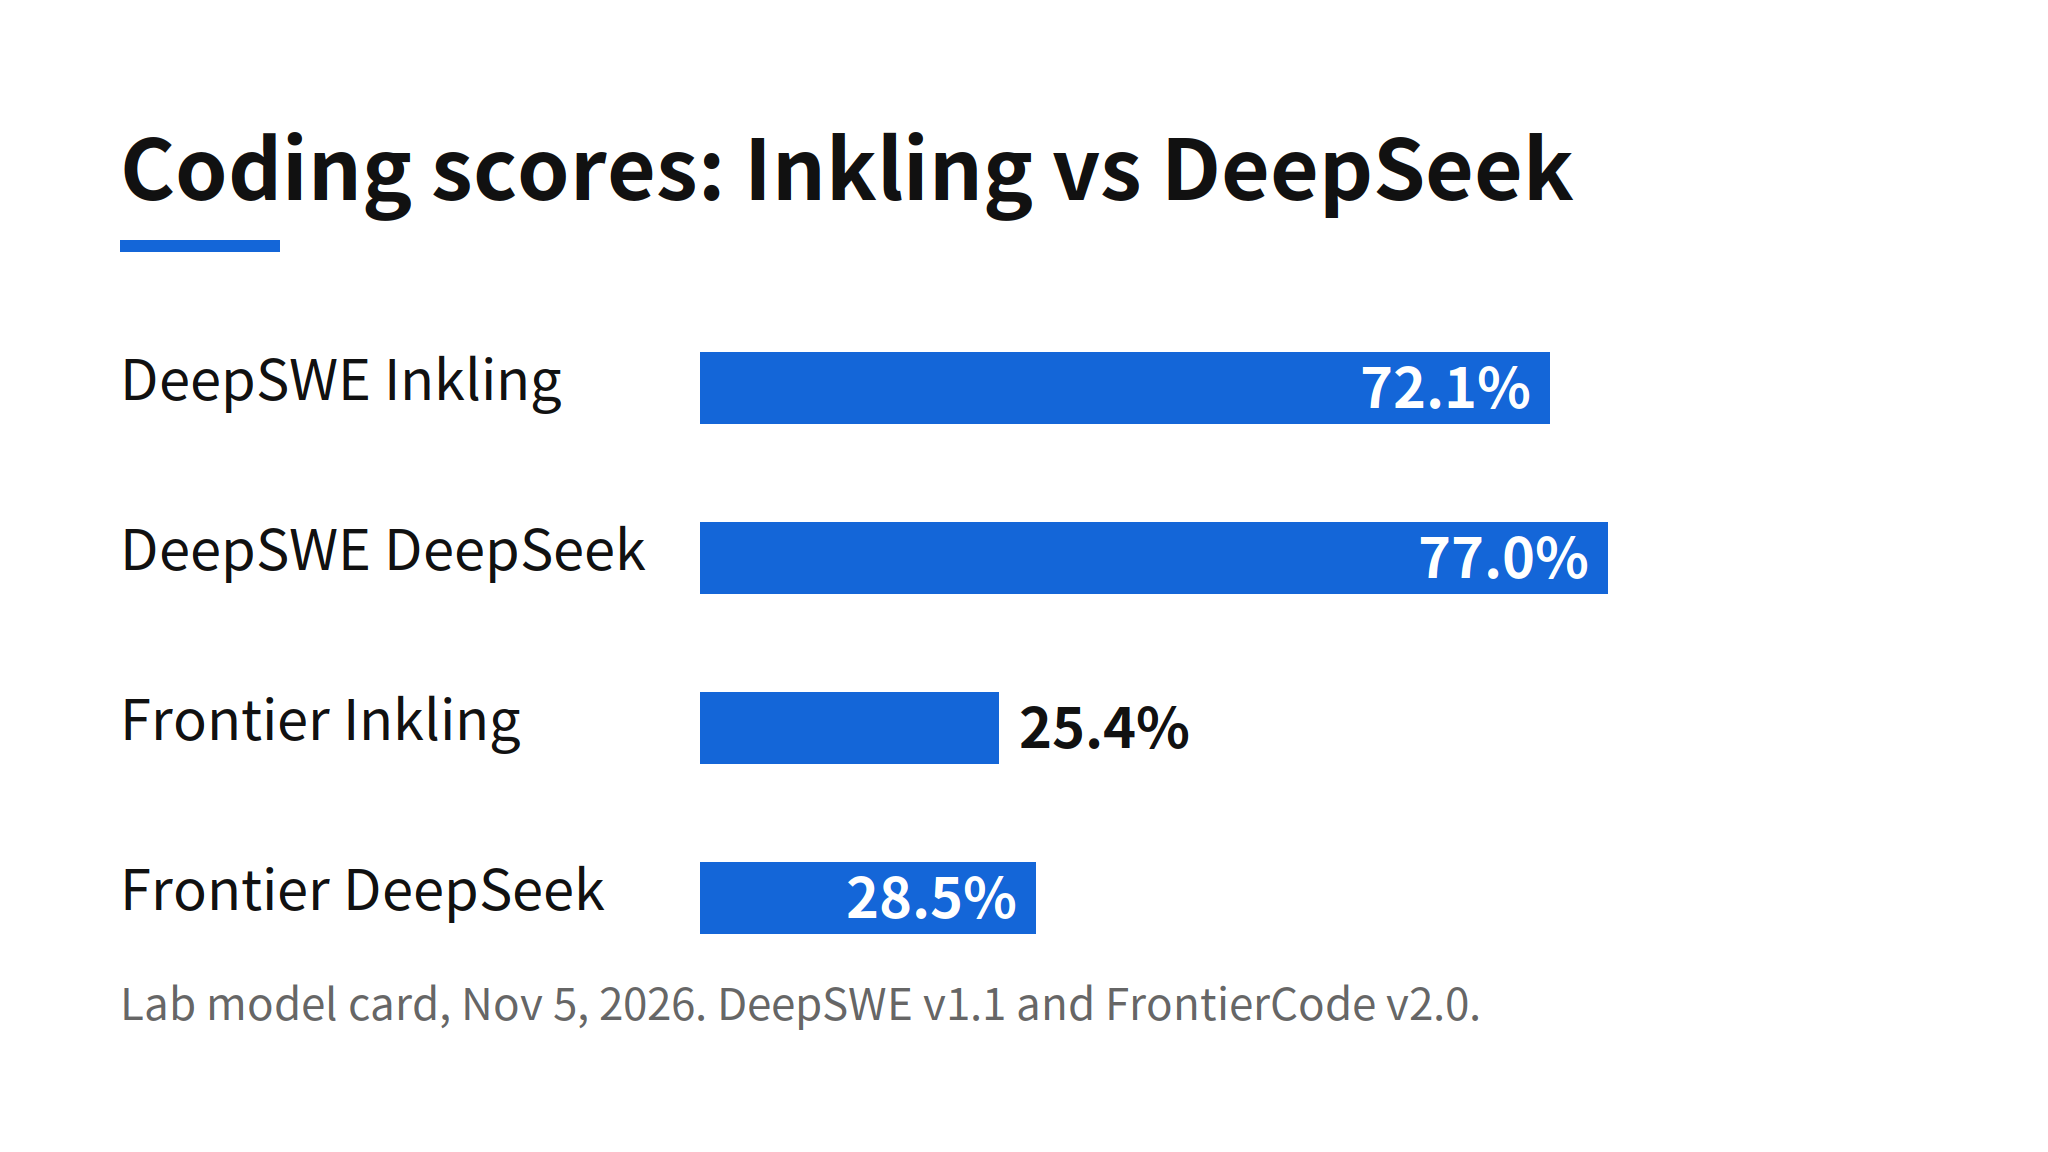 Coding scores: Inkling vs DeepSeek
DeepSWE Inkling 72.1%
DeepSWE DeepSeek 77.0%
Frontier Inkling 25.4%
Frontier DeepSeek 28.5%
Lab model card, Nov 5, 2026. DeepSWE v1.1 and FrontierCode v2.0.